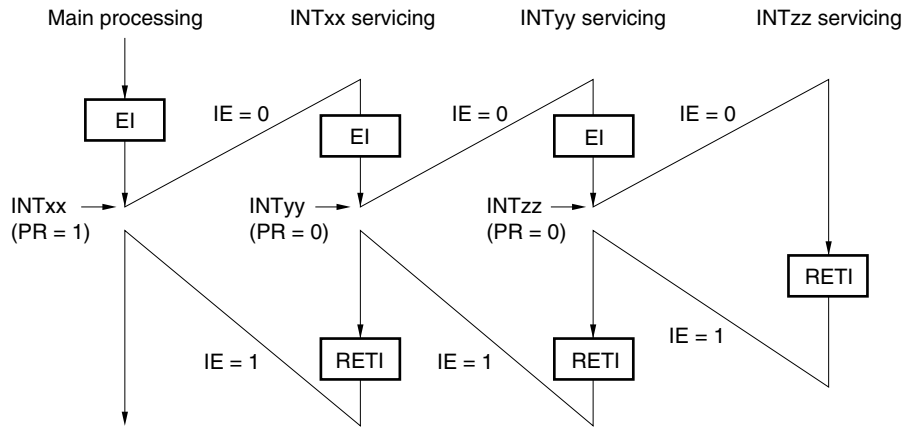 Main processing
INTxx servicing
INTyy servicing
INTzz servicing
EI
IE = 0
EI
IE = 0
EI
IE = 0
INTxx
(PR = 1)
INTyy
(PR = 0)
INTzz
(PR = 0)
RETI
IE = 1
RETI
IE = 1
RETI
IE = 1